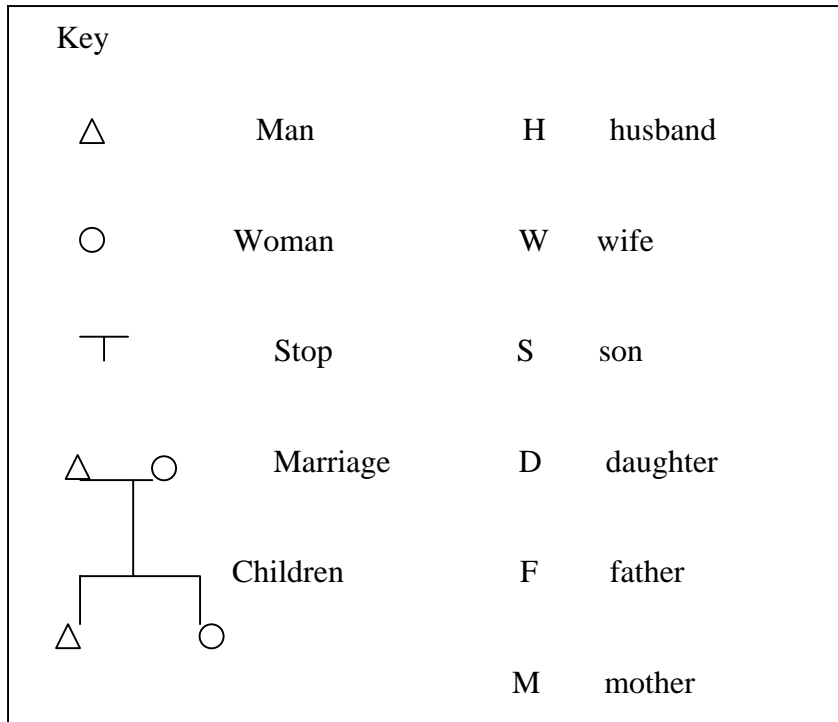 Key
Man H husband
Woman W wife
Stop S son
Marriage D daughter
Children F father
M mother